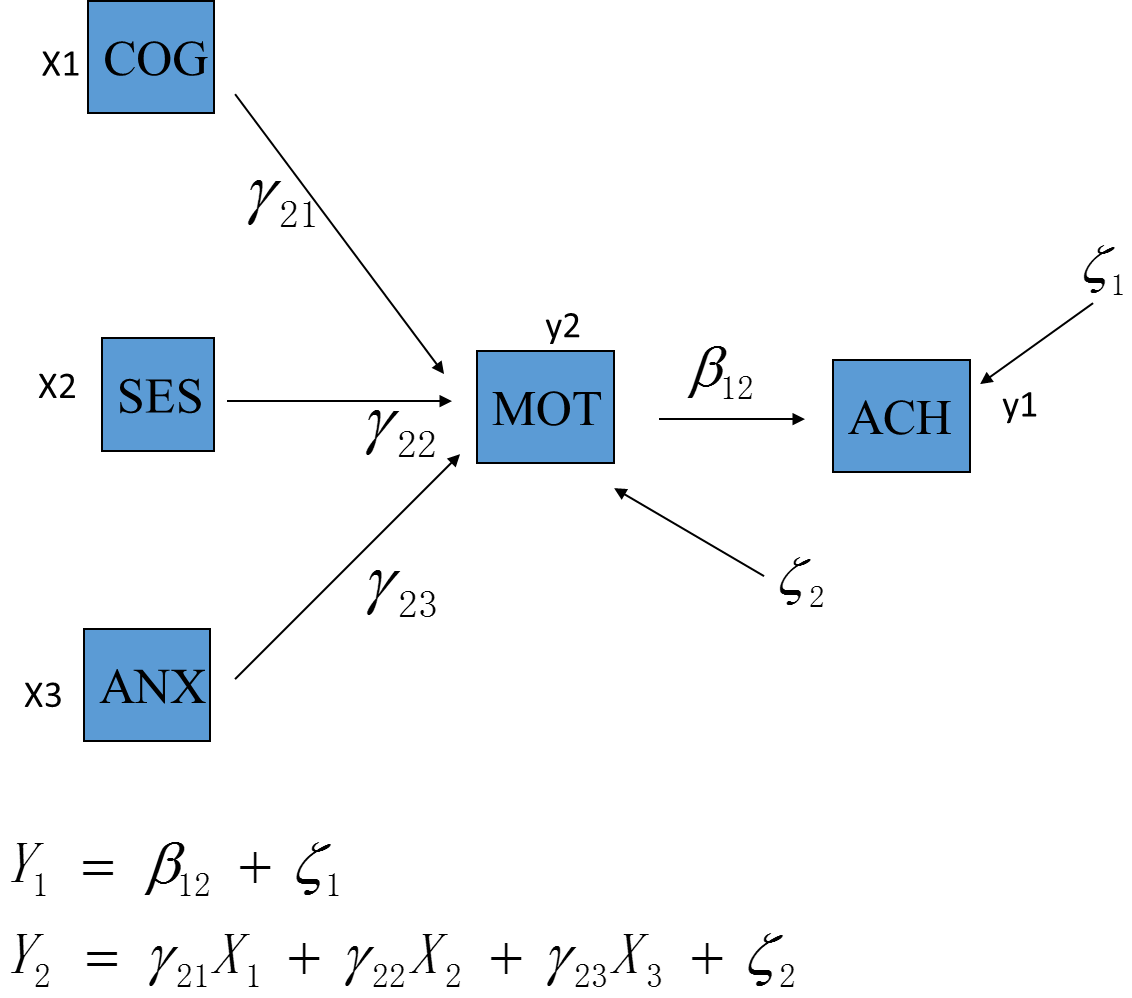 X1 COG
γ21
ζ1
y2
X2 SES
γ22
MOT
β12
ACH
y1
γ23
ζ2
X3 ANX
Y1 = β12 + ζ1
Y2 = γ21X1 + γ22X2 + γ23X3 + ζ2